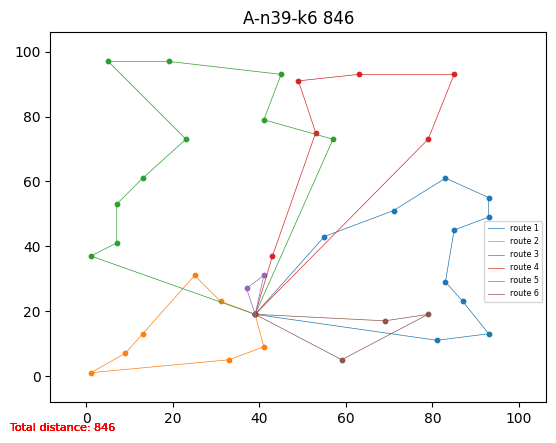 A-n39-k6 846
100
80
60
40
20
0
route 1
route 2
route 3
route 4
route 5
route 6
0 20 40 60 80 100
Total distance: 846